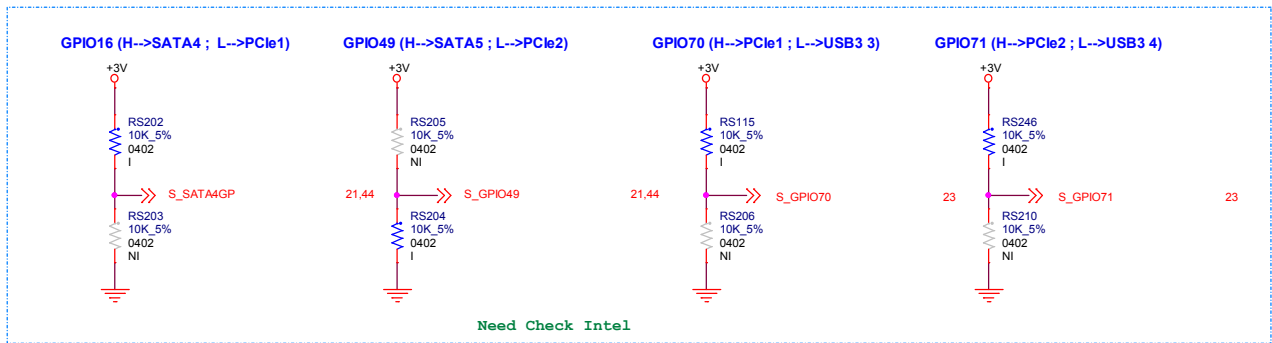 GPIO16 (H-->SATA4 ; L-->PCIe1)
GPIO49 (H-->SATA5 ; L-->PCIe2)
GPIO70 (H-->PCIe1 ; L-->USB3 3)
GPIO71 (H-->PCIe2 ; L-->USB3 4)
+3V
+3V
+3V
+3V
RS202
10K_5%
0402
I
RS205
10K_5%
0402
NI
RS115
10K_5%
0402
I
RS246
10K_5%
0402
I
S_SATA4GP
21,44
S_GPIO49
21,44
S_GPIO70
23
S_GPIO71
23
RS203
10K_5%
0402
NI
RS204
10K_5%
0402
I
RS206
10K_5%
0402
NI
RS210
10K_5%
0402
NI
Need Check Intel